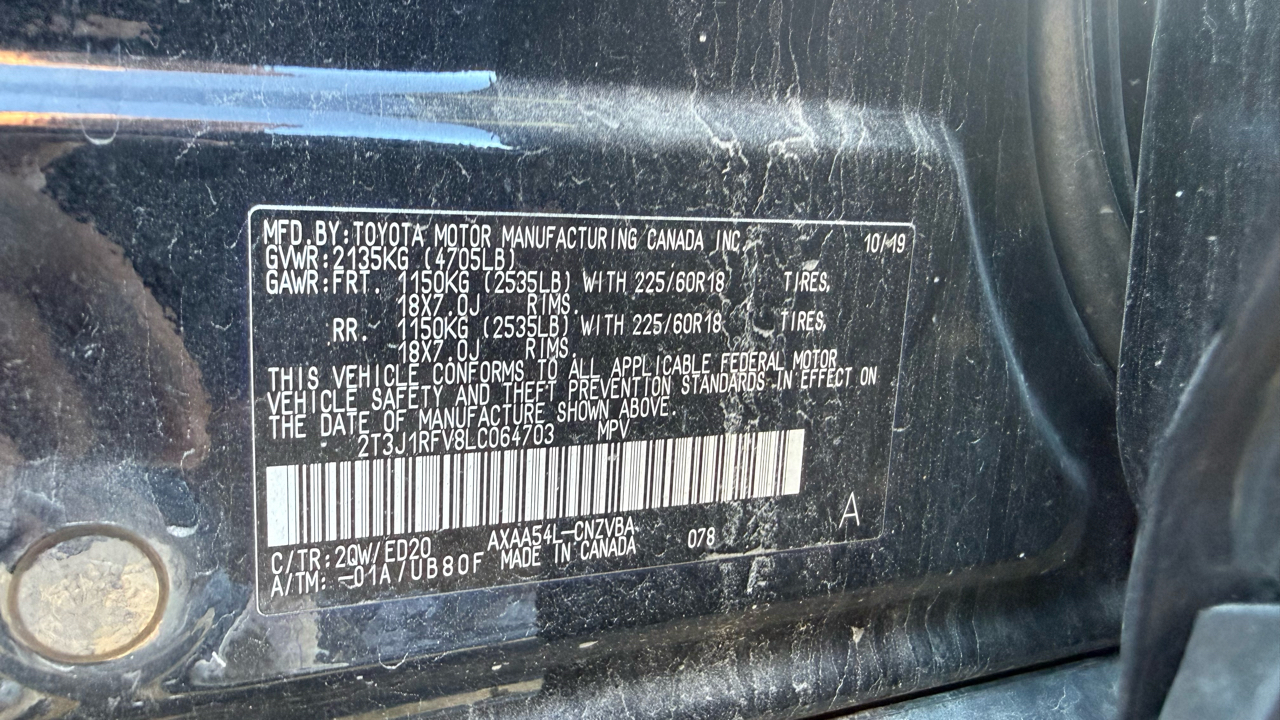 MFD.BY:TOYOTA MOTOR MANUFACTURING CANADA INC. 10/19
GVWR:2135KG (4705LB)
GAWR:FRT. 1150KG (2535LB) WITH 225/60R18 TIRES,
18X7.0J RIMS.
RR. 1150KG (2535LB) WITH 225/60R18 TIRES,
18X7.0J RIMS.
THIS VEHICLE CONFORMS TO ALL APPLICABLE FEDERAL MOTOR
VEHICLE SAFETY AND THEFT PREVENTION STANDARDS IN EFFECT ON
THE DATE OF MANUFACTURE SHOWN ABOVE.
2T3J1RFV8LC064703 MPV
A
C/TR:2QW/ED20 AXAA54L-CNZVBA 078
A/TM: -01A/UB80F MADE IN CANADA